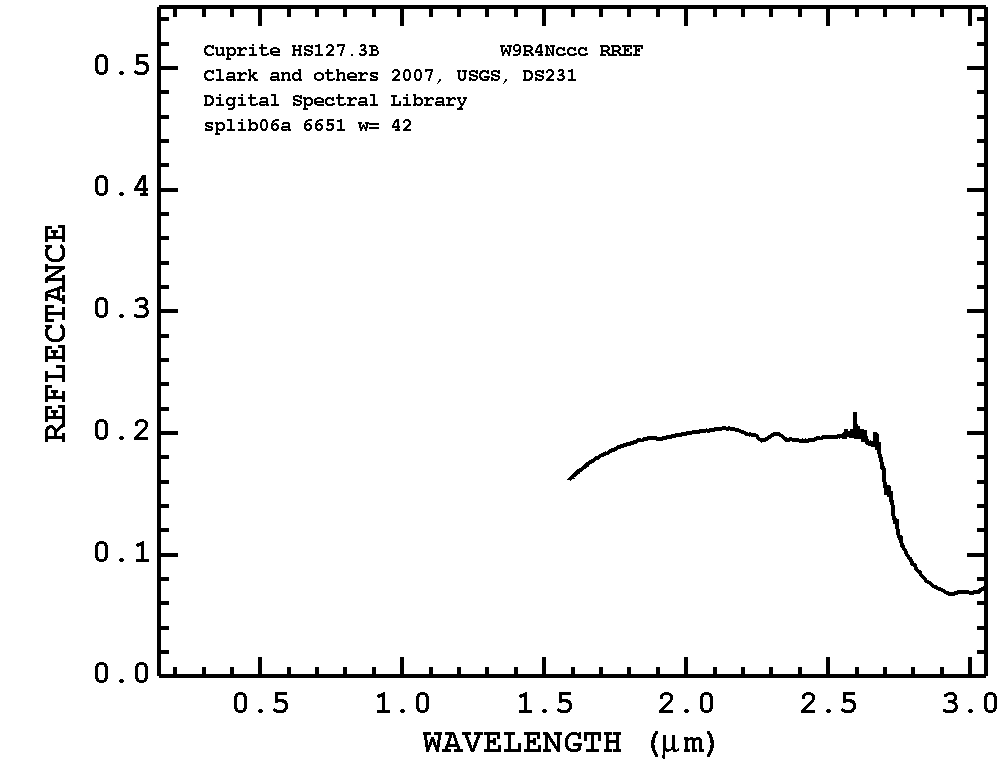 Cuprite HS127.3B W9R4Nccc RREF
Clark and others 2007, USGS, DS231
Digital Spectral Library
splib06a 6651 w= 42
REFLECTANCE
0.5
0.4
0.3
0.2
0.1
0.0
0.5 1.0 1.5 2.0 2.5 3.0
WAVELENGTH (μm)